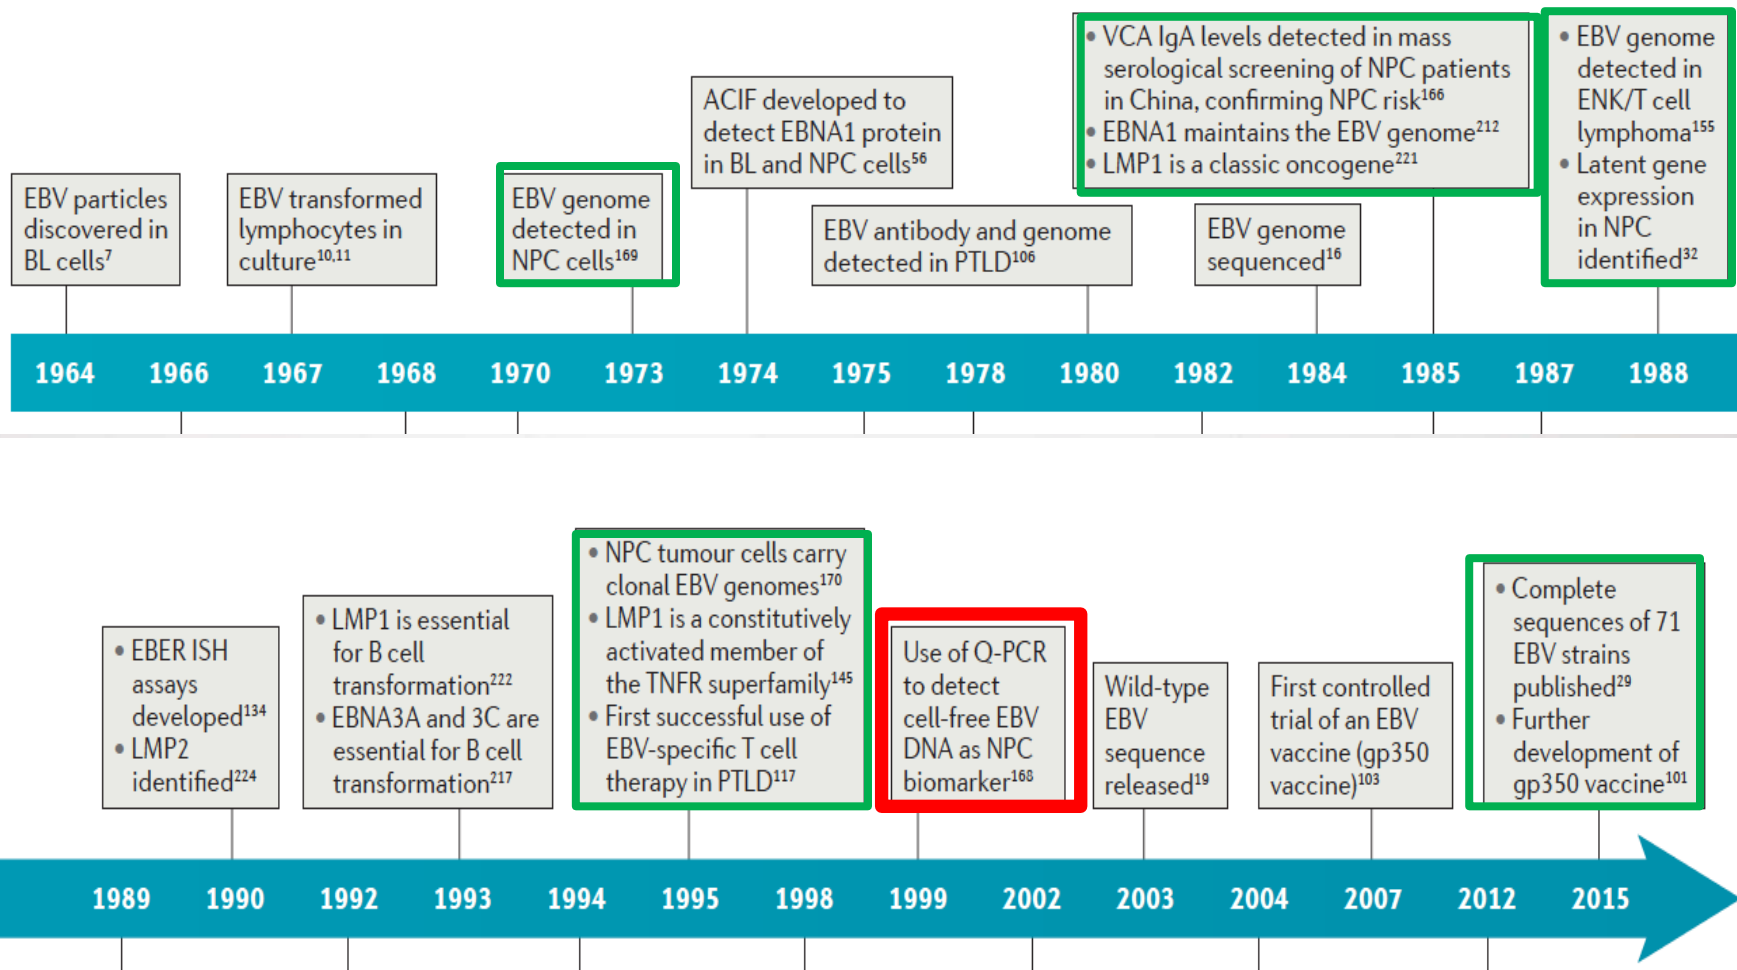 EBV particles
discovered in
BL cells⁷
EBV transformed
lymphocytes in
culture¹⁰,¹¹
EBV genome
detected in
NPC cells¹⁶⁹
ACIF developed to
detect EBNA1 protein
in BL and NPC cells⁵⁶
EBV antibody and genome
detected in PTLD¹⁰⁶
• VCA IgA levels detected in mass
serological screening of NPC patients
in China, confirming NPC risk¹⁶⁶
• EBNA1 maintains the EBV genome²¹²
• LMP1 is a classic oncogene²²¹
EBV genome
sequenced¹⁶
• EBV genome
detected in
ENK/T cell
lymphoma¹⁵⁵
• Latent gene
expression
in NPC
identified³²
1964 1966 1967 1968 1970 1973 1974 1975 1978 1980 1982 1984 1985 1987 1988
• EBER ISH
assays
developed¹³⁴
• LMP2
identified²²⁴
• LMP1 is essential
for B cell
transformation²²²
• EBNA3A and 3C are
essential for B cell
transformation²¹⁷
• NPC tumour cells carry
clonal EBV genomes¹⁷⁰
• LMP1 is a constitutively
activated member of
the TNFR superfamily¹⁴⁵
• First successful use of
EBV-specific T cell
therapy in PTLD¹¹⁷
Use of Q-PCR
to detect
cell-free EBV
DNA as NPC
biomarker¹⁶⁸
Wild-type
EBV
sequence
released¹⁹
First controlled
trial of an EBV
vaccine (gp350
vaccine)¹⁰³
• Complete
sequences of 71
EBV strains
published²⁹
• Further
development of
gp350 vaccine¹⁰¹
1989 1990 1992 1993 1994 1995 1998 1999 2002 2003 2004 2007 2012 2015